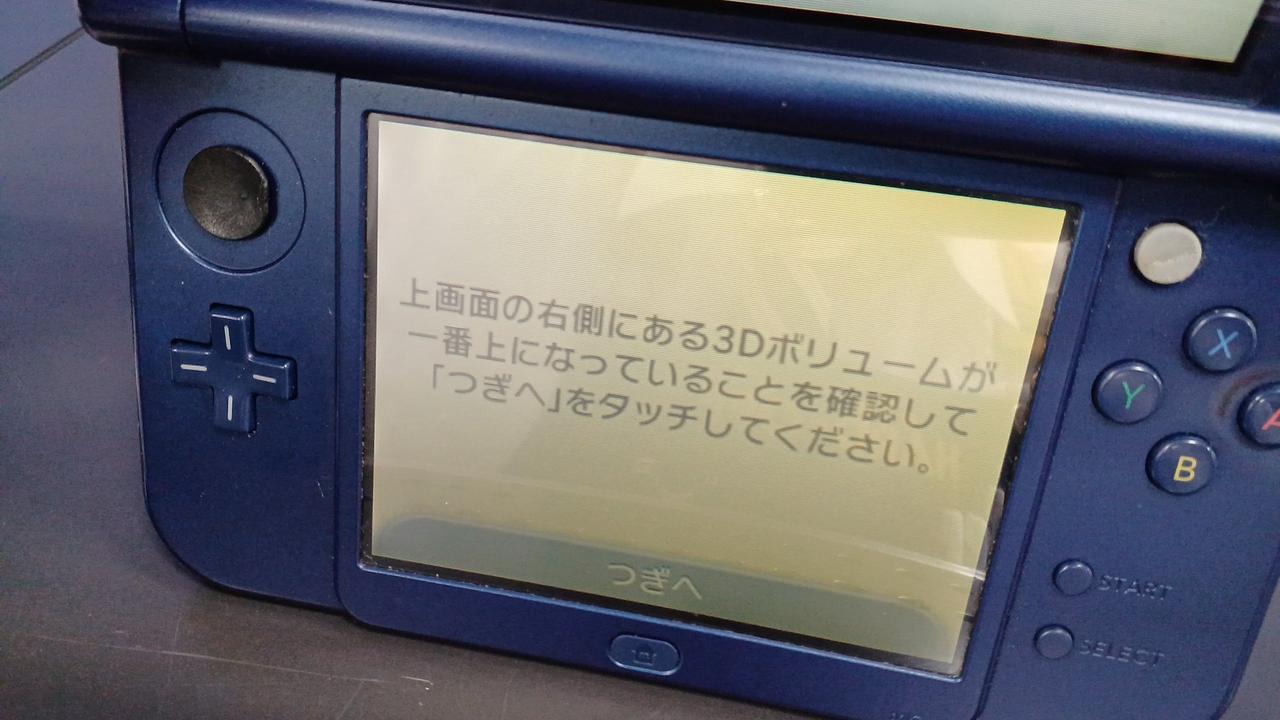 上画面の右側にある3Dボリュームが
一番上になっていることを確認して
「つぎへ」をタッチしてください。
つぎへ
X
Y
A
B
START
SELECT